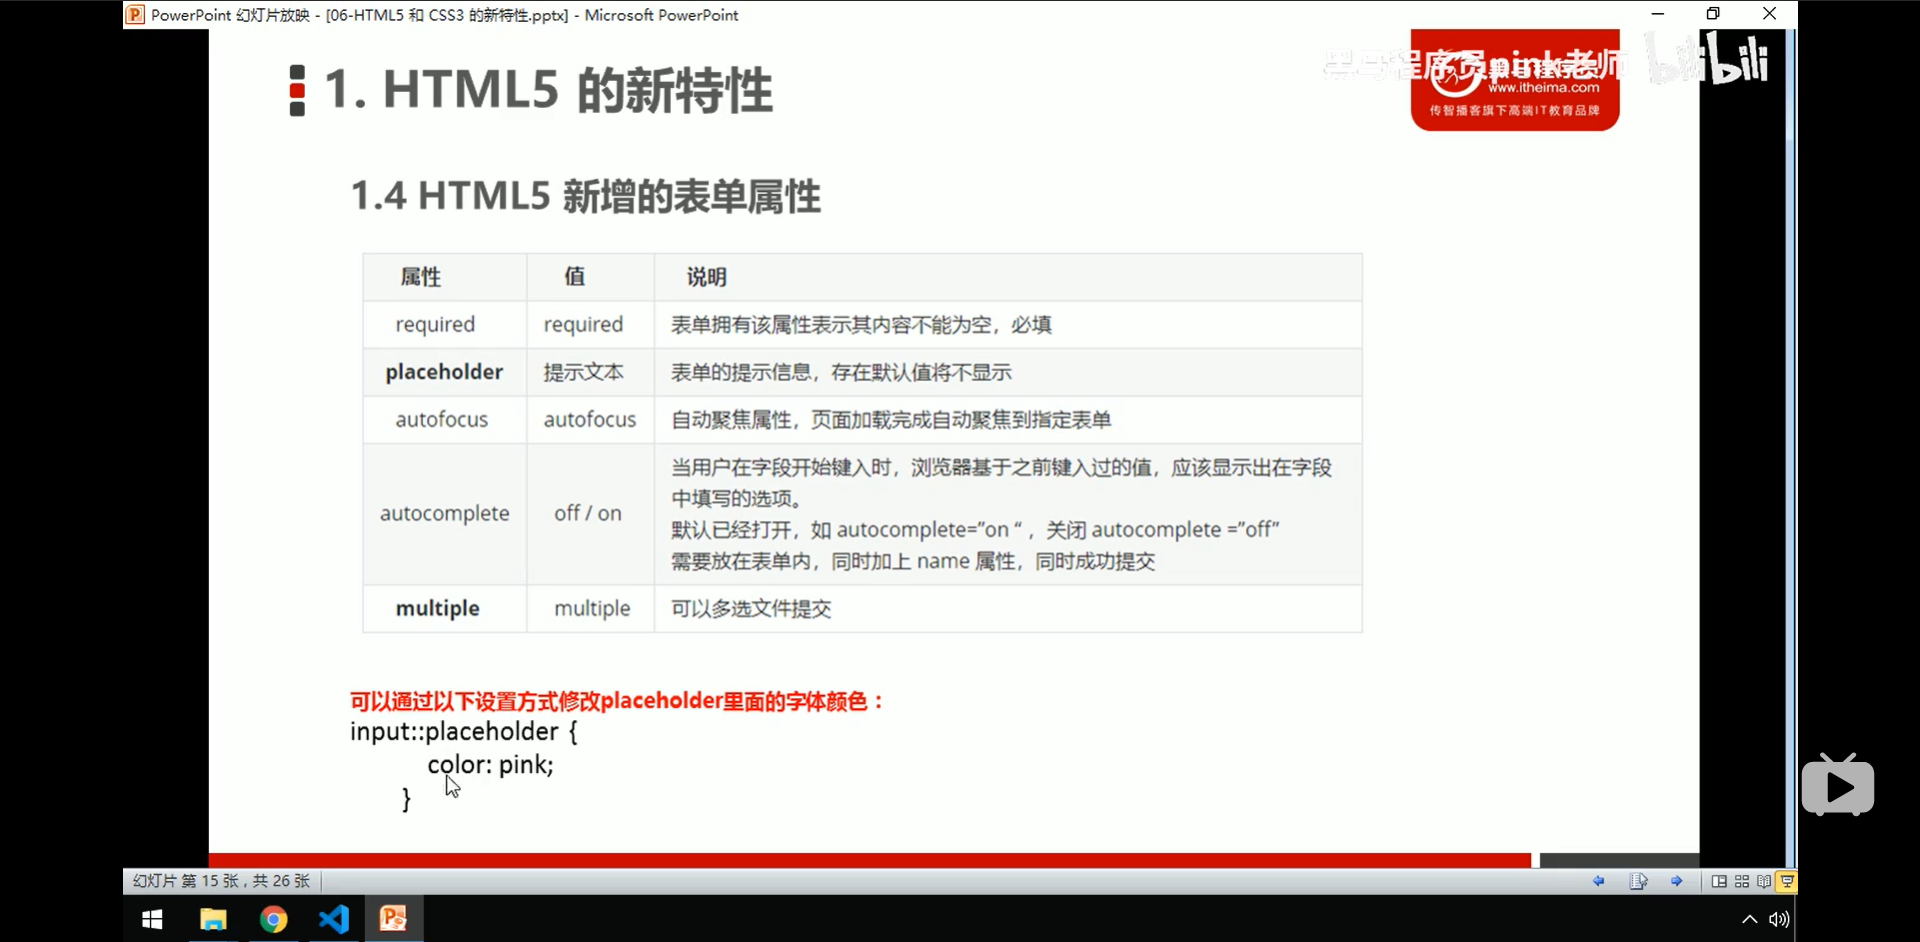 PowerPoint 幻灯片放映 - [06-HTML5 和 CSS3 的新特性.pptx] - Microsoft PowerPoint
黑马程序员pink老师
bilibili
www.itheima.com
传智播客旗下高端IT教育品牌
1. HTML5 的新特性
1.4 HTML5 新增的表单属性
属性 值 说明
required required 表单拥有该属性表示其内容不能为空，必填
placeholder 提示文本 表单的提示信息，存在默认值将不显示
autofocus autofocus 自动聚焦属性，页面加载完成自动聚焦到指定表单
autocomplete off / on 当用户在字段开始键入时，浏览器基于之前键入过的值，应该显示出在字段
中填写的选项。
默认已经打开，如 autocomplete=”on “ ，关闭 autocomplete =”off”
需要放在表单内，同时加上 name 属性，同时成功提交
multiple multiple 可以多选文件提交
可以通过以下设置方式修改placeholder里面的字体颜色：
input::placeholder {
color: pink;
}
幻灯片 第 15 张 , 共 26 张